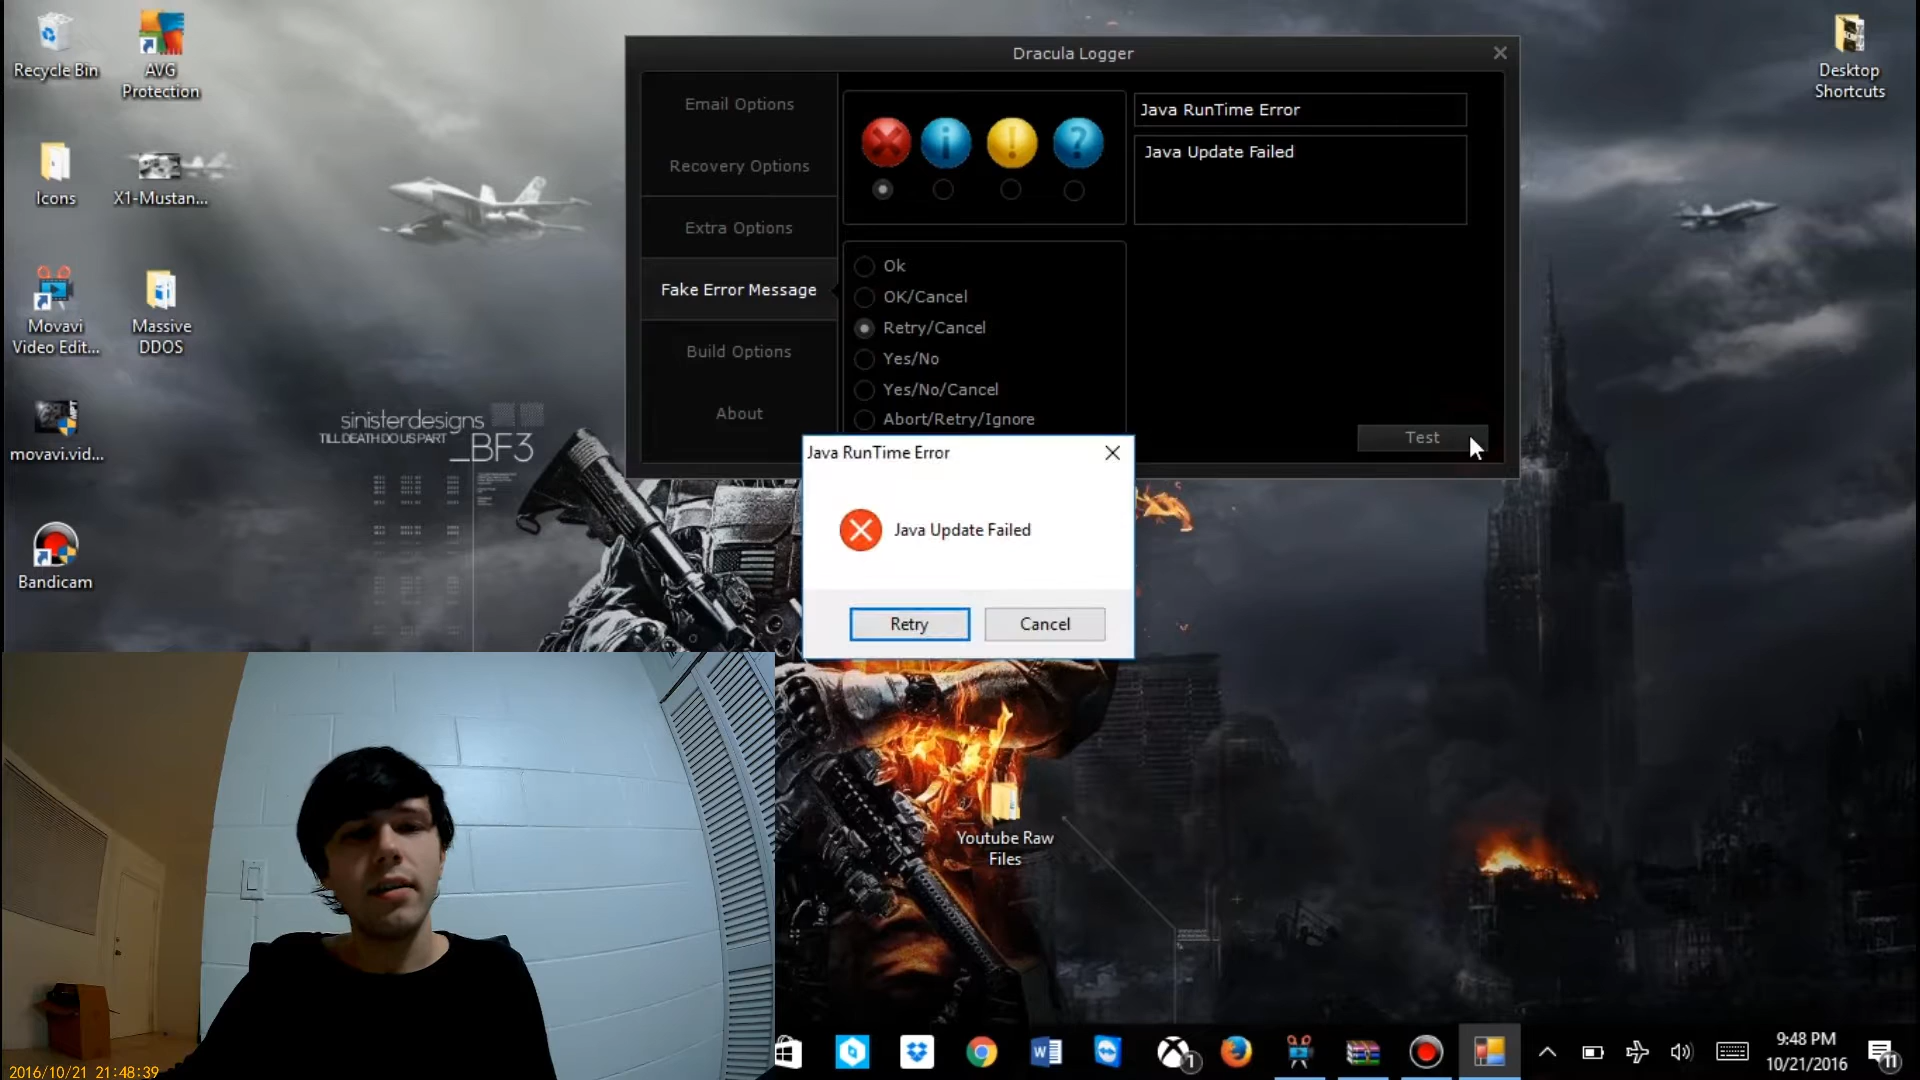 Recycle Bin
AVG
Protection
Icons
X1-Mustan...
Movavi
Video Edit...
Massive
DDOS
movavi.vid...
Bandicam
Desktop
Shortcuts
sinisterdesigns
TILL DEATH DO US PART
_BF3
Dracula Logger
Email Options
Recovery Options
Extra Options
Fake Error Message
Build Options
About
Java RunTime Error
Java Update Failed
Ok
OK/Cancel
Retry/Cancel
Yes/No
Yes/No/Cancel
Abort/Retry/Ignore
Test
Java RunTime Error
Java Update Failed
Retry
Cancel
Youtube Raw
Files
2016/10/21 21:48:39
1
9:48 PM
10/21/2016
11